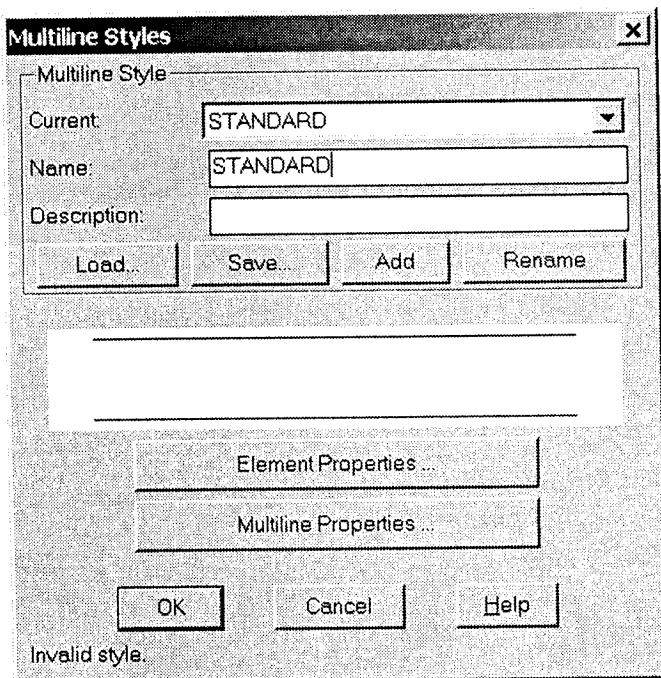 Multiline Styles
Multiline Style
Current: STANDARD
Name: STANDARD
Description:
Load... Save... Add Rename
Element Properties ...
Multiline Properties ...
OK Cancel Help
Invalid style.